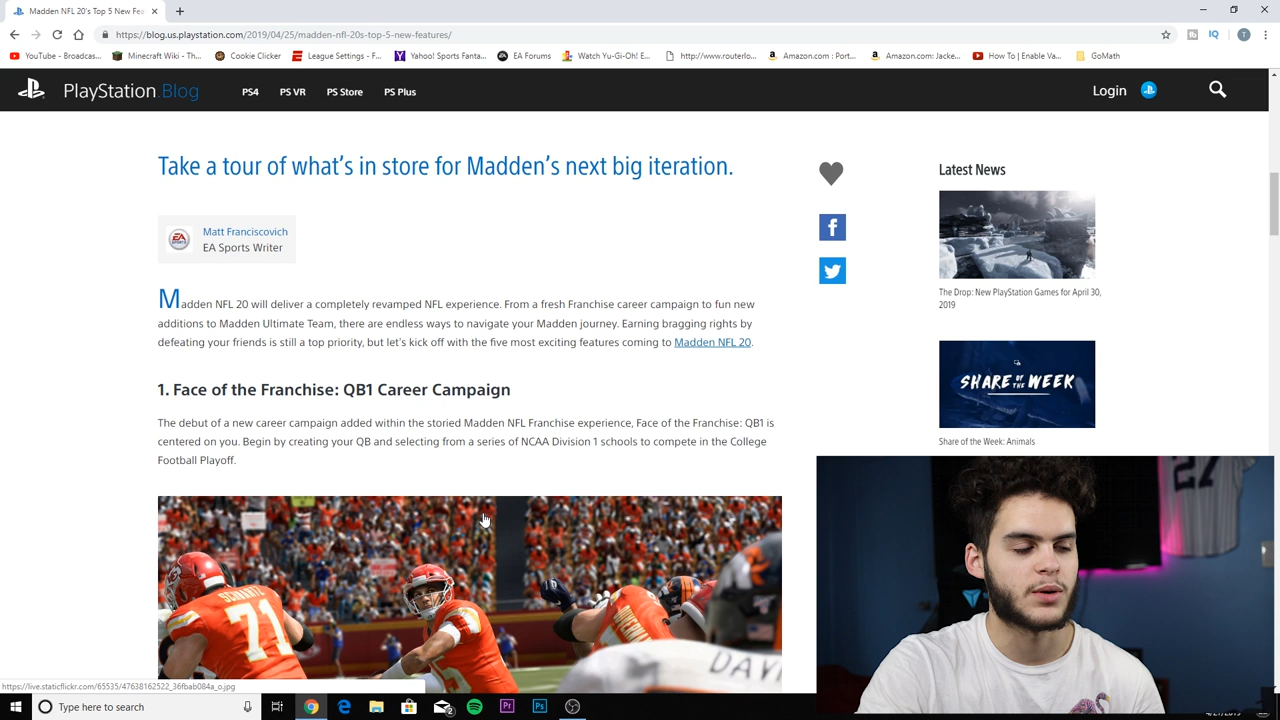 Madden NFL 20's Top 5 New Fea
https://blog.us.playstation.com/2019/04/25/madden-nfl-20s-top-5-new-features/
YouTube - Broadcas... Minecraft Wiki - Th... Cookie Clicker League Settings - F... Yahoo! Sports Fanta... EA Forums Watch Yu-Gi-Oh! E... http://www.routerlo... Amazon.com : Port... Amazon.com: Jacke... How To | Enable Va... GoMath
PlayStation.Blog PS4 PS VR PS Store PS Plus Login
Take a tour of what's in store for Madden's next big iteration.
Latest News
Matt Franciscovich
EA Sports Writer
The Drop: New PlayStation Games for April 30,
2019
Madden NFL 20 will deliver a completely revamped NFL experience. From a fresh Franchise career campaign to fun new
additions to Madden Ultimate Team, there are endless ways to navigate your Madden journey. Earning bragging rights by
defeating your friends is still a top priority, but let's kick off with the five most exciting features coming to Madden NFL 20.
SHARE OF THE WEEK
Share of the Week: Animals
1. Face of the Franchise: QB1 Career Campaign
The debut of a new career campaign added within the storied Madden NFL Franchise experience, Face of the Franchise: QB1 is
centered on you. Begin by creating your QB and selecting from a series of NCAA Division 1 schools to compete in the College
Football Playoff.
SCHWARTZ
71
27
https://live.staticflickr.com/65535/47638162522_36fbab084a_o.jpg
Type here to search